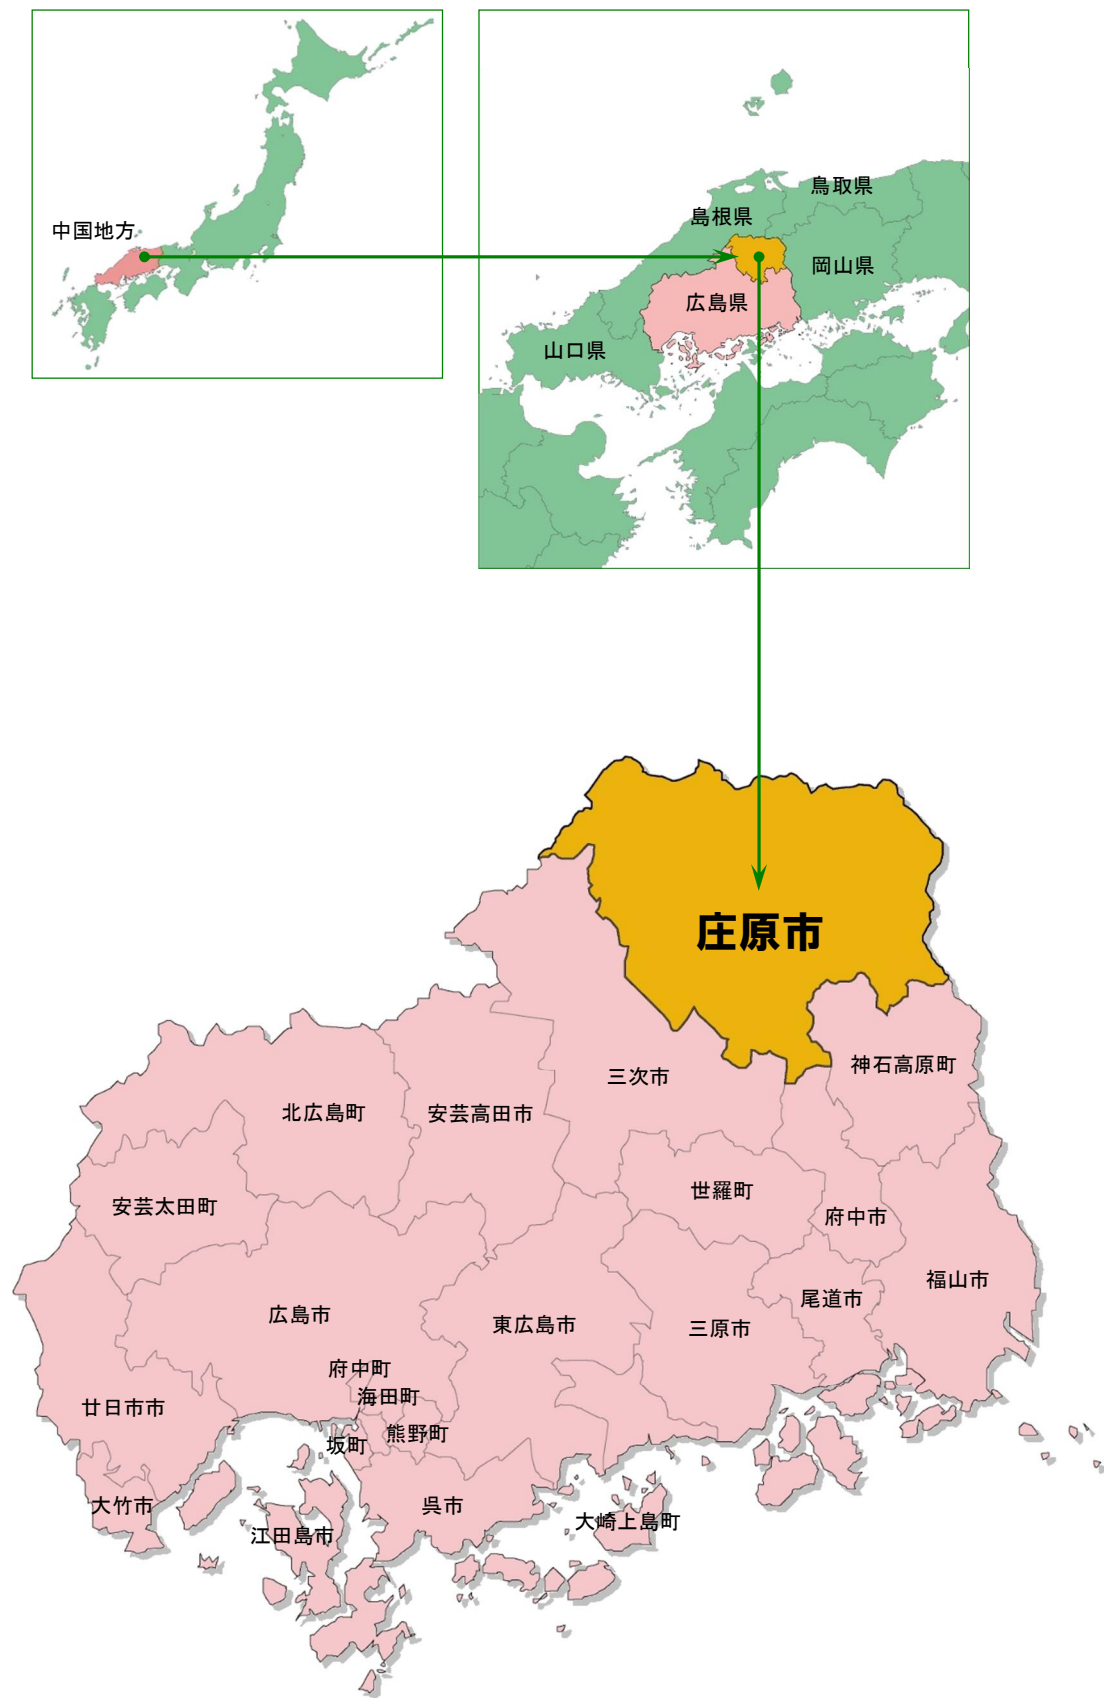 中国地方
鳥取県
島根県
岡山県
広島県
山口県
庄原市
神石高原町
三次市
北広島町
安芸高田市
世羅町
安芸太田町
府中市
福山市
尾道市
広島市
東広島市
三原市
府中町
海田町
廿日市市
熊野町
坂町
大竹市
呉市
大崎上島町
江田島市